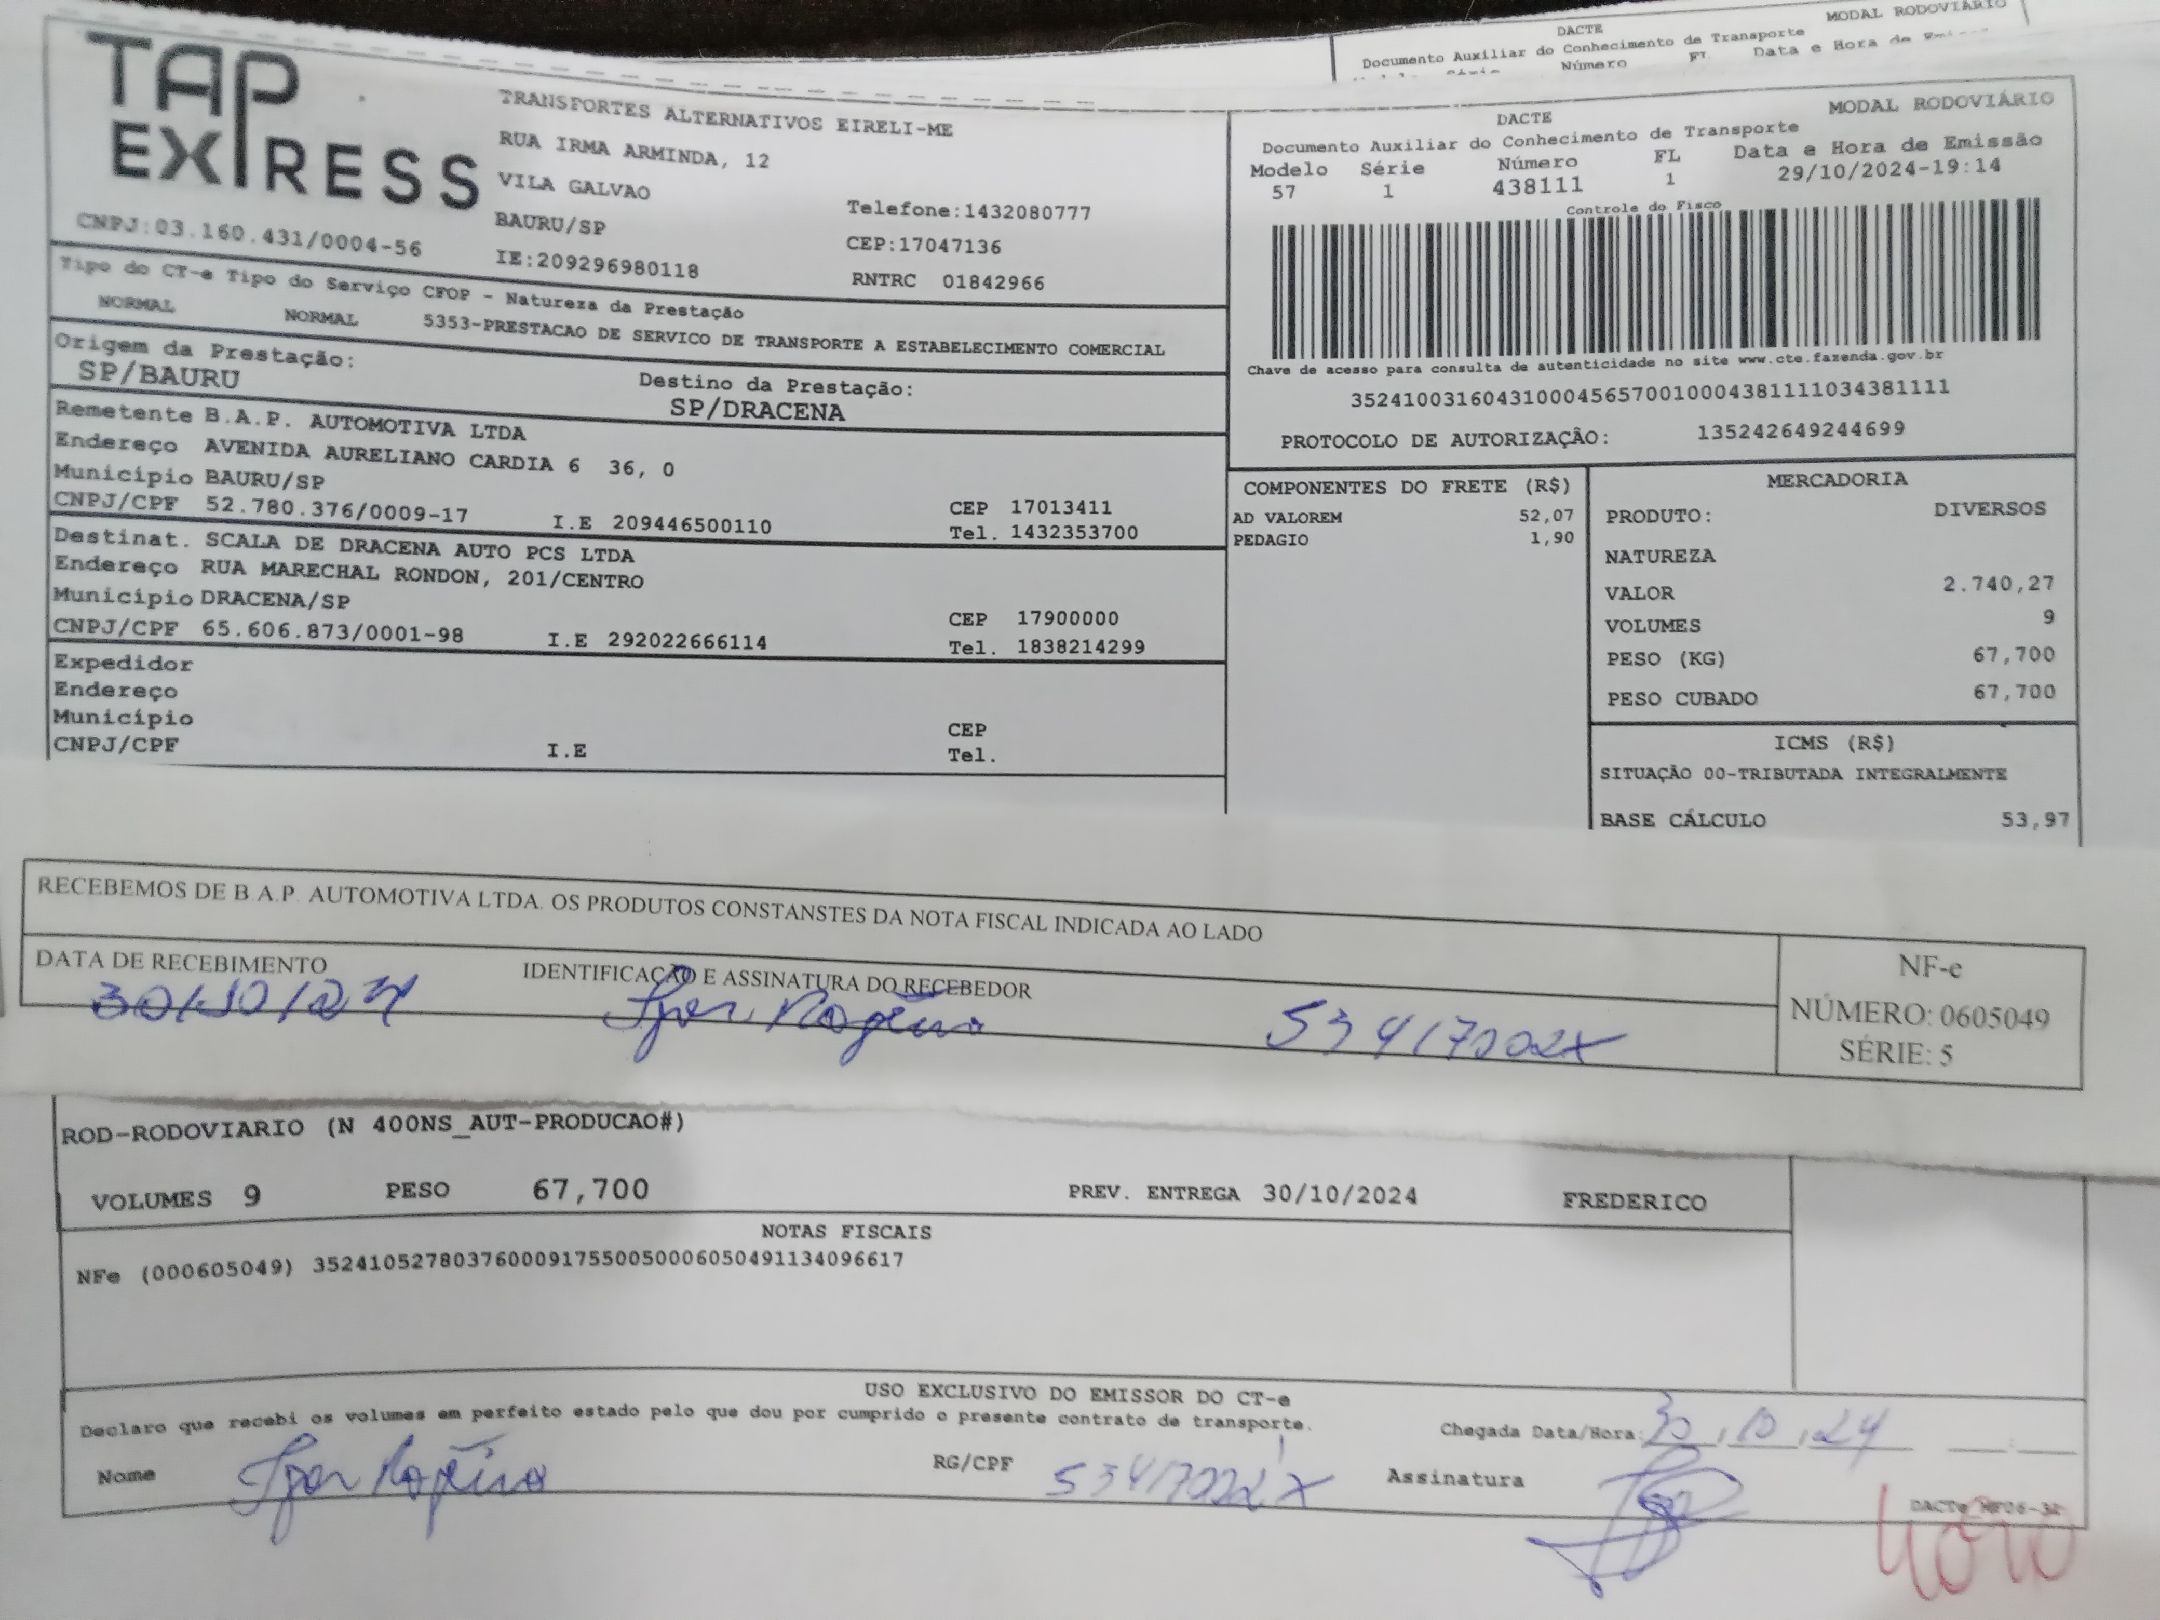 DACTE
MODAL RODOVIÁRIO
Documento Auxiliar do Conhecimento de Transporte
Número
Data e Hora de
TAP EXPRESS
CNPJ:03.160.431/0004-56
TRANSPORTES ALTERNATIVOS EIRELI-ME
RUA IRMA ARMINDA, 12
VILA GALVAO
BAURU/SP
IE:209296980118
Telefone:1432080777
CEP:17047136
RNTRC 01842966
DACTE
MODAL RODOVIÁRIO
Documento Auxiliar do Conhecimento de Transporte
Modelo Série Número FL Data e Hora de Emissão
57 1 438111 1 29/10/2024-19:14
Controle do Fisco
Chave de acesso para consulta de autenticidade no site www.cte.fazenda.gov.br
35241003160431000456570010004381111034381111
PROTOCOLO DE AUTORIZAÇÃO: 135242649244699
Tipo do CT-e Tipo do Serviço CFOP - Natureza da Prestação
NORMAL NORMAL 5353-PRESTACAO DE SERVICO DE TRANSPORTE A ESTABELECIMENTO COMERCIAL
Origem da Prestação: Destino da Prestação:
SP/BAURU SP/DRACENA
Remetente B.A.P. AUTOMOTIVA LTDA
Endereço AVENIDA AURELIANO CARDIA 6 36, 0
Município BAURU/SP CEP 17013411
CNPJ/CPF 52.780.376/0009-17 I.E 209446500110 Tel. 1432353700
Destinat. SCALA DE DRACENA AUTO PCS LTDA
Endereço RUA MARECHAL RONDON, 201/CENTRO
Município DRACENA/SP CEP 17900000
CNPJ/CPF 65.606.873/0001-98 I.E 292022666114 Tel. 1838214299
Expedidor
Endereço
Município CEP
CNPJ/CPF I.E Tel.
COMPONENTES DO FRETE (R$)
AD VALOREM 52,07
PEDAGIO 1,90
MERCADORIA
PRODUTO: DIVERSOS
NATUREZA
VALOR 2.740,27
VOLUMES 9
PESO (KG) 67,700
PESO CUBADO 67,700
ICMS (R$)
SITUAÇÃO 00-TRIBUTADA INTEGRALMENTE
BASE CÁLCULO 53,97
RECEBEMOS DE B.A.P. AUTOMOTIVA LTDA. OS PRODUTOS CONSTANSTES DA NOTA FISCAL INDICADA AO LADO
DATA DE RECEBIMENTO IDENTIFICAÇÃO E ASSINATURA DO RECEBEDOR
30/10/24 Igor Rogério 53417022X
NF-e
NÚMERO: 0605049
SÉRIE: 5
ROD-RODOVIARIO (N 400NS_AUT-PRODUCAO#)
VOLUMES 9 PESO 67,700 PREV. ENTREGA 30/10/2024 FREDERICO
NOTAS FISCAIS
NFe (000605049) 35241052780376000917550050006050491134096617
USO EXCLUSIVO DO EMISSOR DO CT-e
Declaro que recebi os volumes em perfeito estado pelo que dou por cumprido o presente contrato de transporte.
Chegada Data/Hora: 30 , 10 , 24
Nome Igor Rogério RG/CPF 53417022X Assinatura